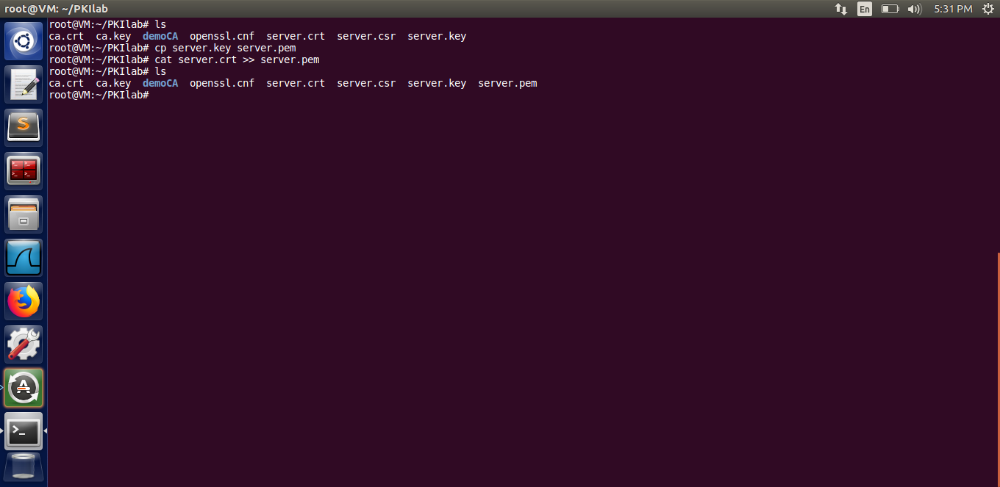 root@VM: ~/PKIlab
En
5:31 PM
root@VM:~/PKIlab# ls
ca.crt  ca.key  demoCA  openssl.cnf  server.crt  server.csr  server.key
root@VM:~/PKIlab# cp server.key server.pem
root@VM:~/PKIlab# cat server.crt >> server.pem
root@VM:~/PKIlab# ls
ca.crt  ca.key  demoCA  openssl.cnf  server.crt  server.csr  server.key  server.pem
root@VM:~/PKIlab#